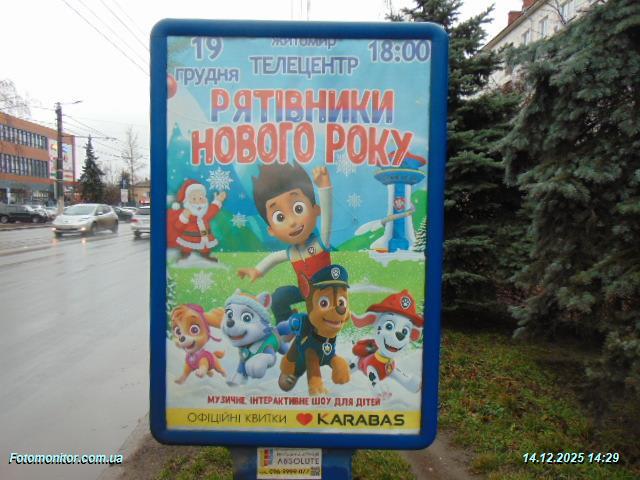 19 ЖИТОМИР 18:00
ГРУДНЯ ТЕЛЕЦЕНТР
РЯТІВНИКИ
НОВОГО РОКУ
МУЗИЧНЕ, ІНТЕРАКТИВНЕ ШОУ ДЛЯ ДІТЕЙ
ОФІЦІЙНІ КВИТКИ KARABAS
ABSOLUTE
Fotomonitor.com.ua
14.12.2025 14:29